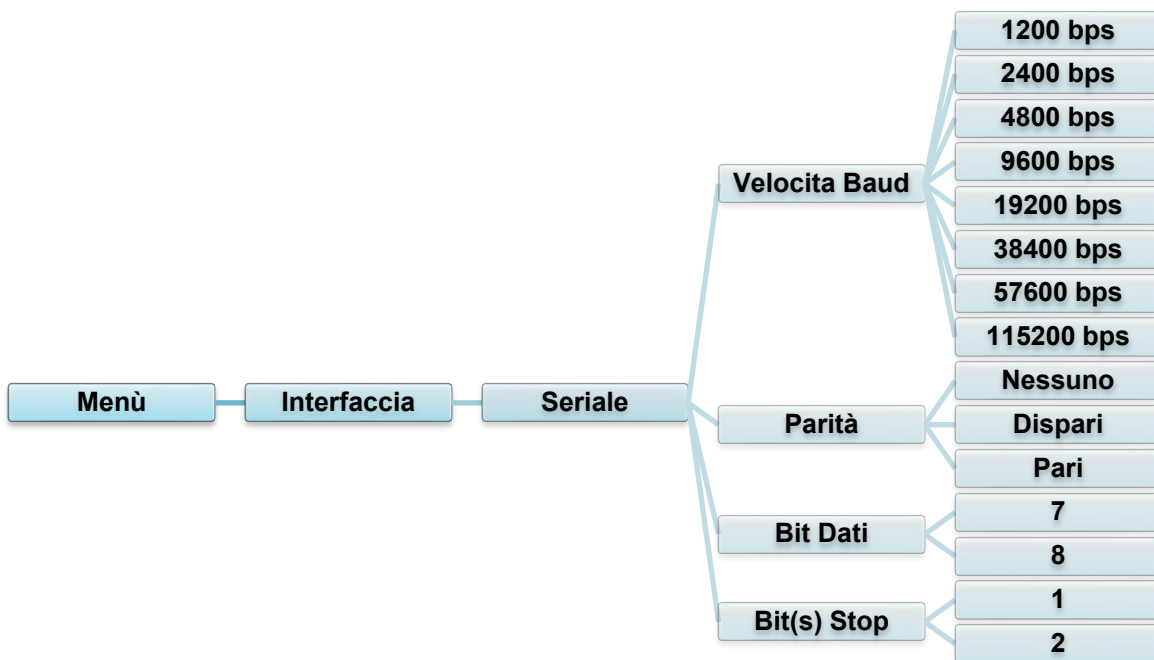 Menù
Interfaccia
Seriale
Velocita Baud
1200 bps
2400 bps
4800 bps
9600 bps
19200 bps
38400 bps
57600 bps
115200 bps
Parità
Nessuno
Dispari
Pari
Bit Dati
7
8
Bit(s) Stop
1
2